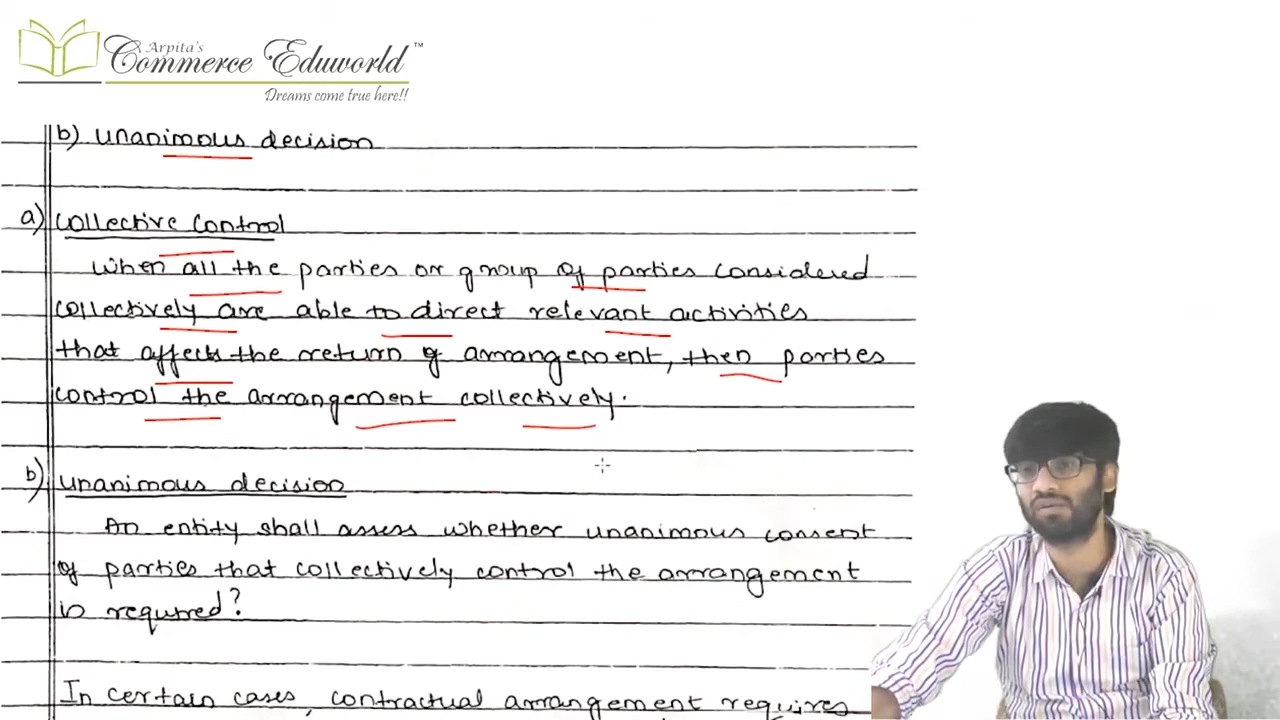 Arpita's
Commerce Eduworld™
Dreams come true here!!
b) unanimous decision
a) collective control
When all the parties or group of parties considered
collectively are able to direct relevant activities
that affects the return of arrangement, then parties
control the arrangement collectively.
b) unanimous decision
An entity shall assess whether unanimous consent
of parties that collectively control the arrangement
is required?
In certain cases, contractual arrangement requires